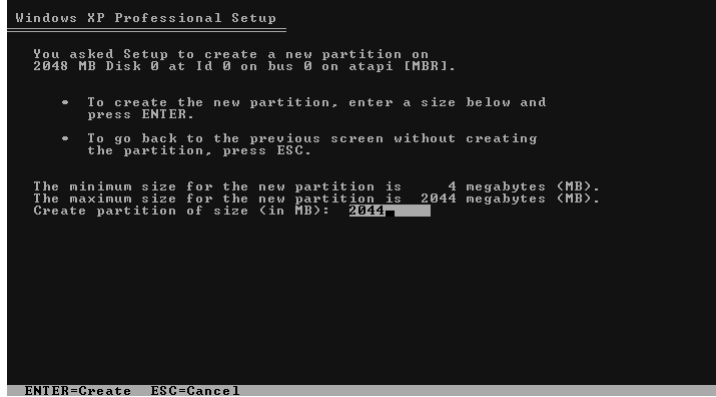 Windows XP Professional Setup
You asked Setup to create a new partition on
2048 MB Disk 0 at Id 0 on bus 0 on atapi [MBR].
• To create the new partition, enter a size below and
press ENTER.
• To go back to the previous screen without creating
the partition, press ESC.
The minimum size for the new partition is 4 megabytes (MB).
The maximum size for the new partition is 2044 megabytes (MB).
Create partition of size (in MB): 2044_
ENTER=Create ESC=Cancel